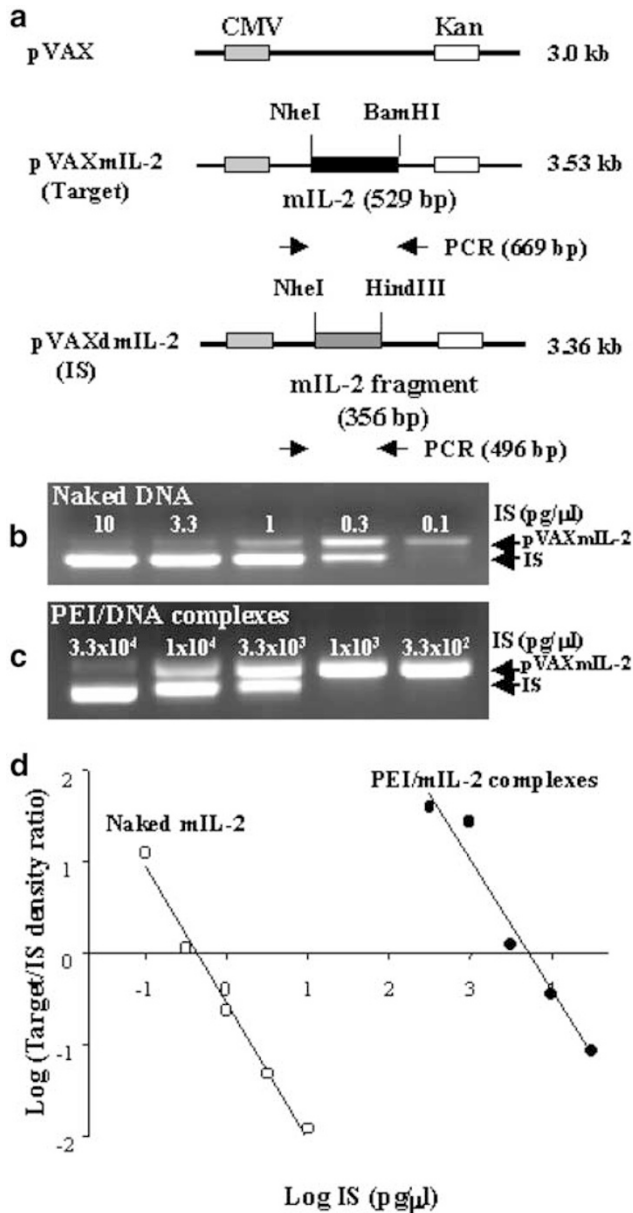 a
CMV Kan
pVAX 3.0 kb
NheI BamHI
pVAXmIL-2 3.53 kb
(Target)
mIL-2 (529 bp)
PCR (669 bp)
NheI HindIII
pVAXdmIL-2 3.36 kb
(IS)
mIL-2 fragment
(356 bp)
PCR (496 bp)
b
Naked DNA
10 3.3 1 0.3 0.1 IS (pg/µl)
pVAXmIL-2
IS
c
PEI/DNA complexes
3.3x10⁴ 1x10⁴ 3.3x10³ 1x10³ 3.3x10² IS (pg/µl)
pVAXmIL-2
IS
d
Log (Target/IS density ratio)
2
1
0
-1
-2
Naked mIL-2
PEI/mIL-2 complexes
-1 0 1 2 3 4
Log IS (pg/µl)